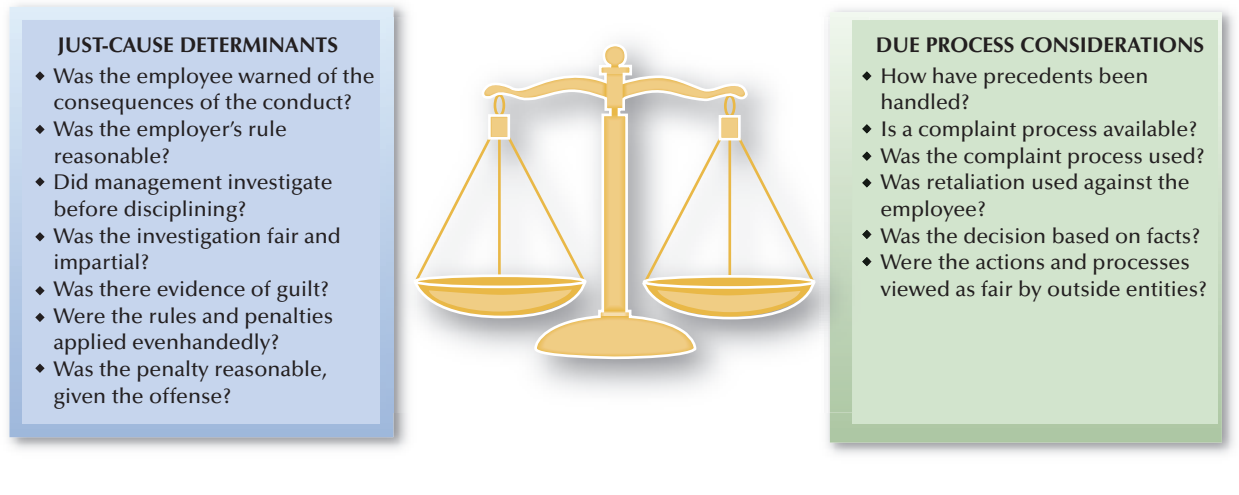 JUST-CAUSE DETERMINANTS
◆ Was the employee warned of the
consequences of the conduct?
◆ Was the employer's rule
reasonable?
◆ Did management investigate
before disciplining?
◆ Was the investigation fair and
impartial?
◆ Was there evidence of guilt?
◆ Were the rules and penalties
applied evenhandedly?
◆ Was the penalty reasonable,
given the offense?
DUE PROCESS CONSIDERATIONS
◆ How have precedents been
handled?
◆ Is a complaint process available?
◆ Was the complaint process used?
◆ Was retaliation used against the
employee?
◆ Was the decision based on facts?
◆ Were the actions and processes
viewed as fair by outside entities?